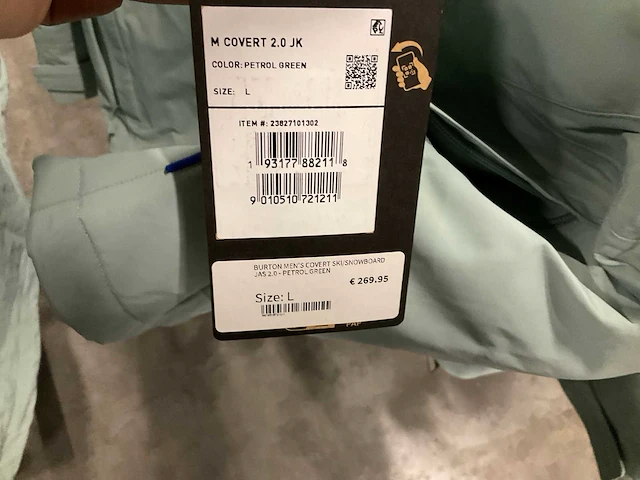 M COVERT 2.0 JK
COLOR: PETROL GREEN
SIZE: L
ITEM #: 23827101302
1 93177 88211 8
9 010510 721211
BURTON MEN'S COVERT SKI/SNOWBOARD
JAS 2.0 - PETROL GREEN
€ 269.95
Size: L
PAP